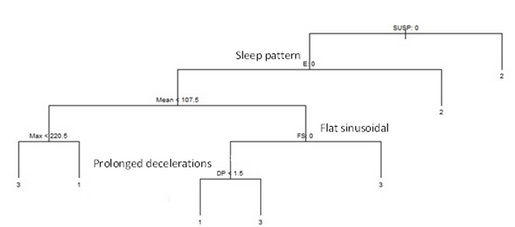 SUSP: 0
Sleep pattern
E: 0
2
Mean < 107.5
2
Flat sinusoidal
Max < 220.5
FS: 0
Prolonged decelerations
DP < 1.5
3
1
3
1
3